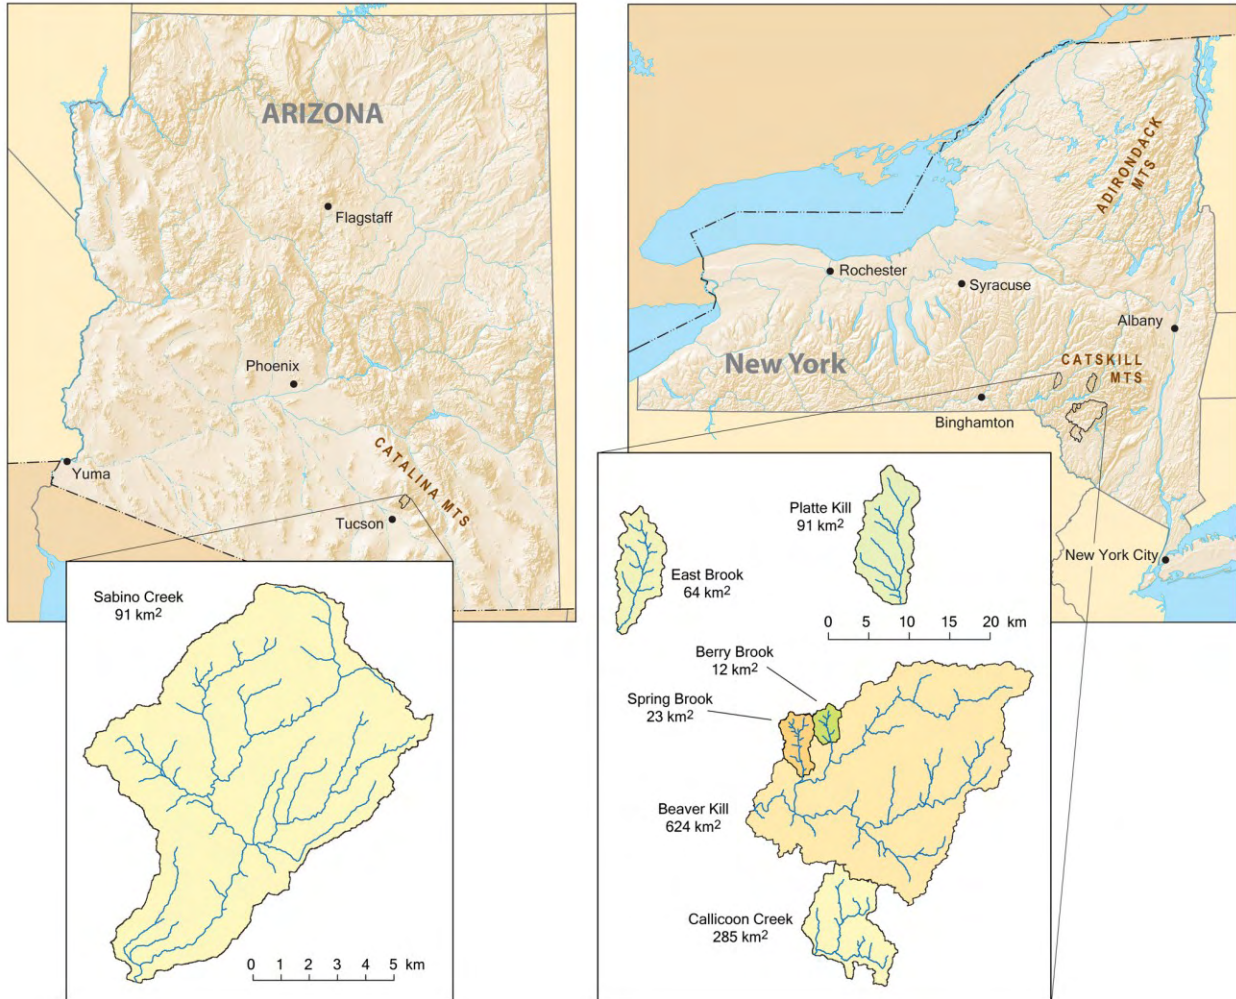 ARIZONA
Flagstaff
Phoenix
CATALINA MTS
Yuma
Tucson
Sabino Creek
91 km²
0 1 2 3 4 5 km
ADIRONDACK
MTS
Rochester
Syracuse
Albany
New York
CATSKILL
MTS
Binghamton
New York City
Platte Kill
91 km²
East Brook
64 km²
0 5 10 15 20 km
Berry Brook
12 km²
Spring Brook
23 km²
Beaver Kill
624 km²
Callicoon Creek
285 km²